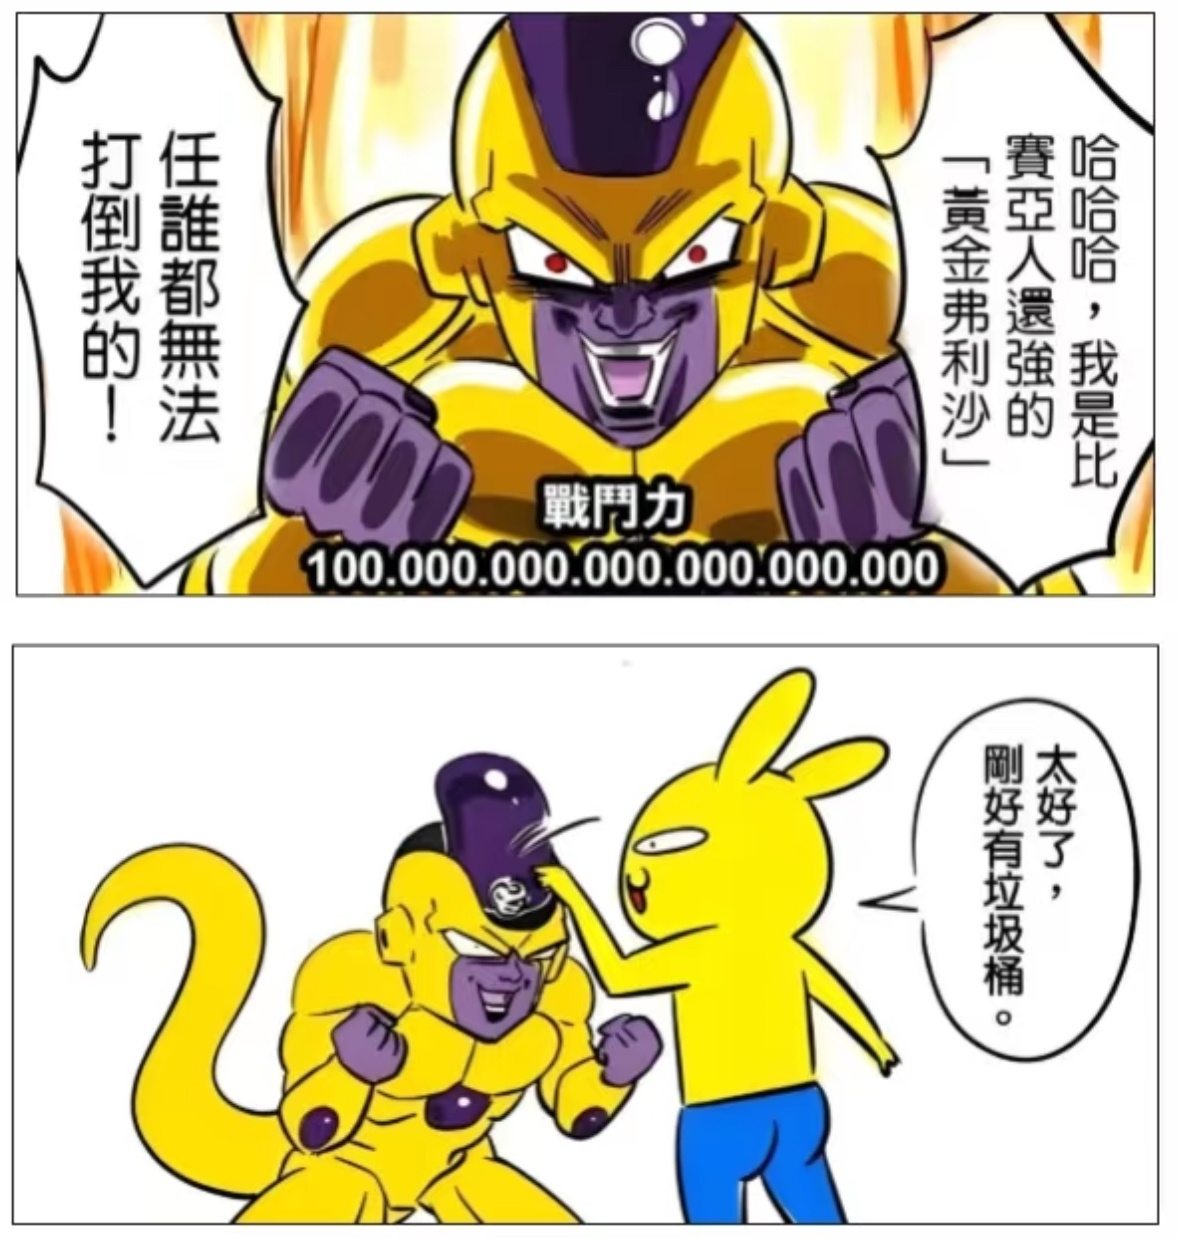 哈哈哈，我是比
賽亞人還強的
「黃金弗利沙」
任誰都無法
打倒我的！
戰鬥力
100.000.000.000.000.000.000
太好了，
剛好有垃圾桶。